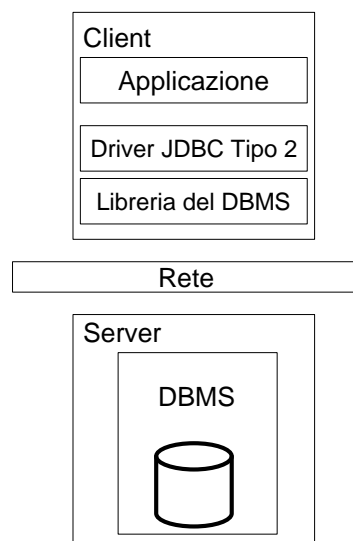 Client
Applicazione
Driver JDBC Tipo 2
Libreria del DBMS
Rete
Server
DBMS